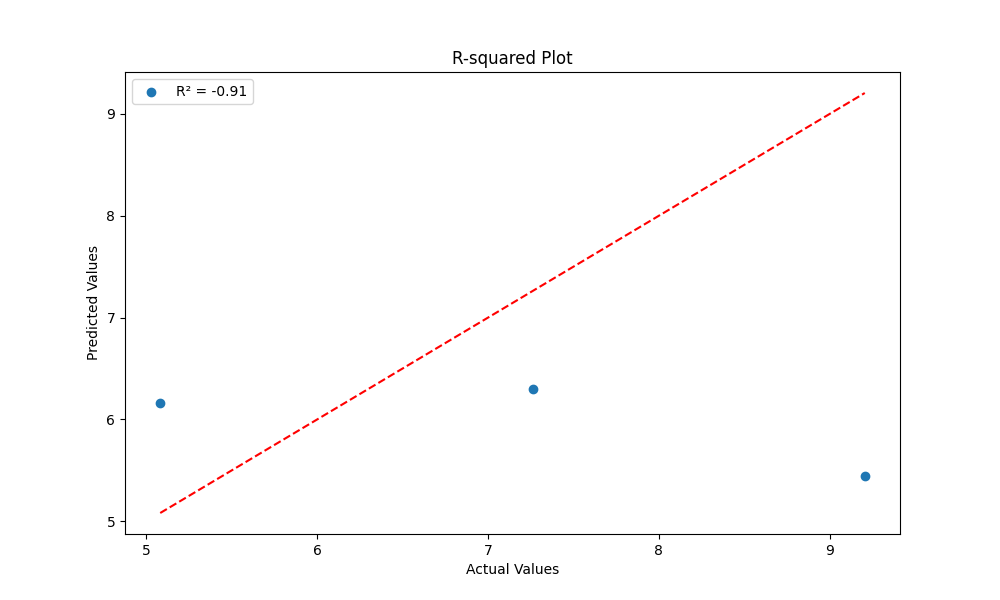 R-squared Plot
R² = -0.91
Predicted Values
9
8
7
6
5
5 6 7 8 9
Actual Values